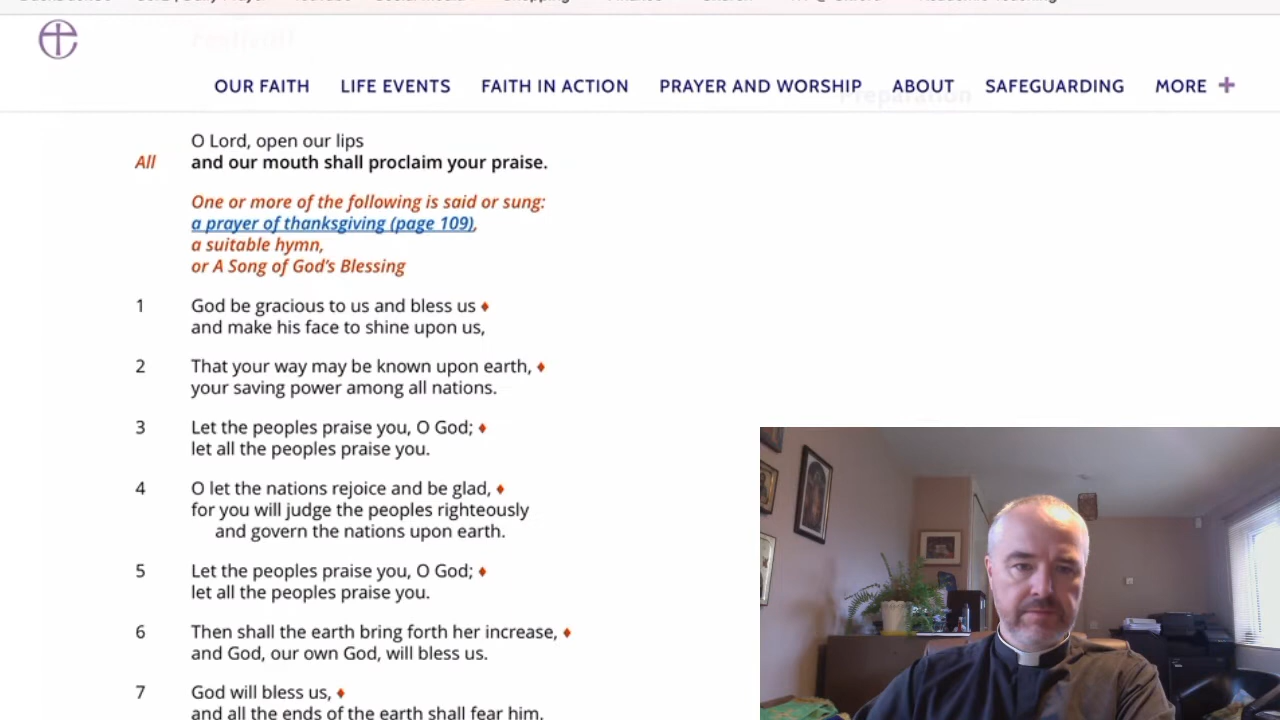 OUR FAITH LIFE EVENTS FAITH IN ACTION PRAYER AND WORSHIP ABOUT SAFEGUARDING MORE +
Preparation
O Lord, open our lips
All and our mouth shall proclaim your praise.
One or more of the following is said or sung:
a prayer of thanksgiving (page 109),
a suitable hymn,
or A Song of God's Blessing
1 God be gracious to us and bless us ♦
and make his face to shine upon us,
2 That your way may be known upon earth, ♦
your saving power among all nations.
3 Let the peoples praise you, O God; ♦
let all the peoples praise you.
4 O let the nations rejoice and be glad, ♦
for you will judge the peoples righteously
and govern the nations upon earth.
5 Let the peoples praise you, O God; ♦
let all the peoples praise you.
6 Then shall the earth bring forth her increase, ♦
and God, our own God, will bless us.
7 God will bless us, ♦
and all the ends of the earth shall fear him.